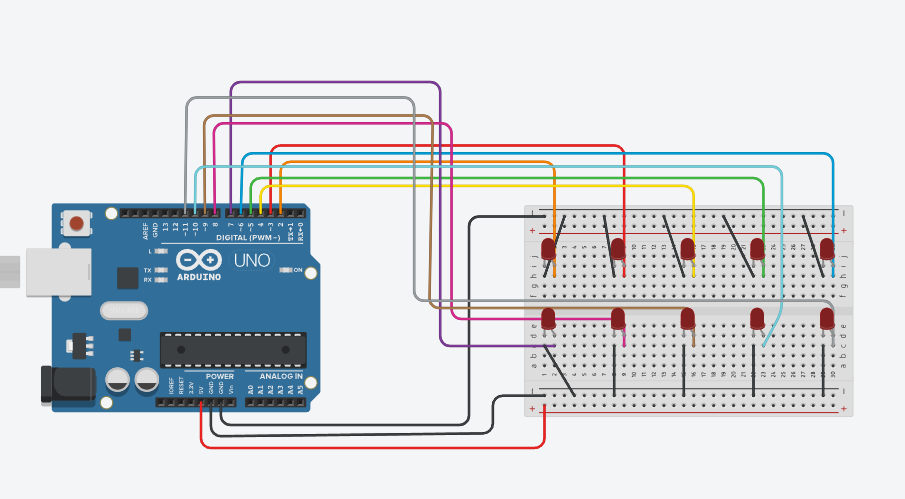 AREF
GND
13
12
~11
~10
~9
8
7
~6
~5
4
~3
2
TX→1
RX←0
DIGITAL (PWM~)
L
TX
RX
ARDUINO
UNO
ON
IOREF
RESET
3.3V
5V
GND
GND
Vin
POWER
ANALOG IN
A0
A1
A2
A3
A4
A5